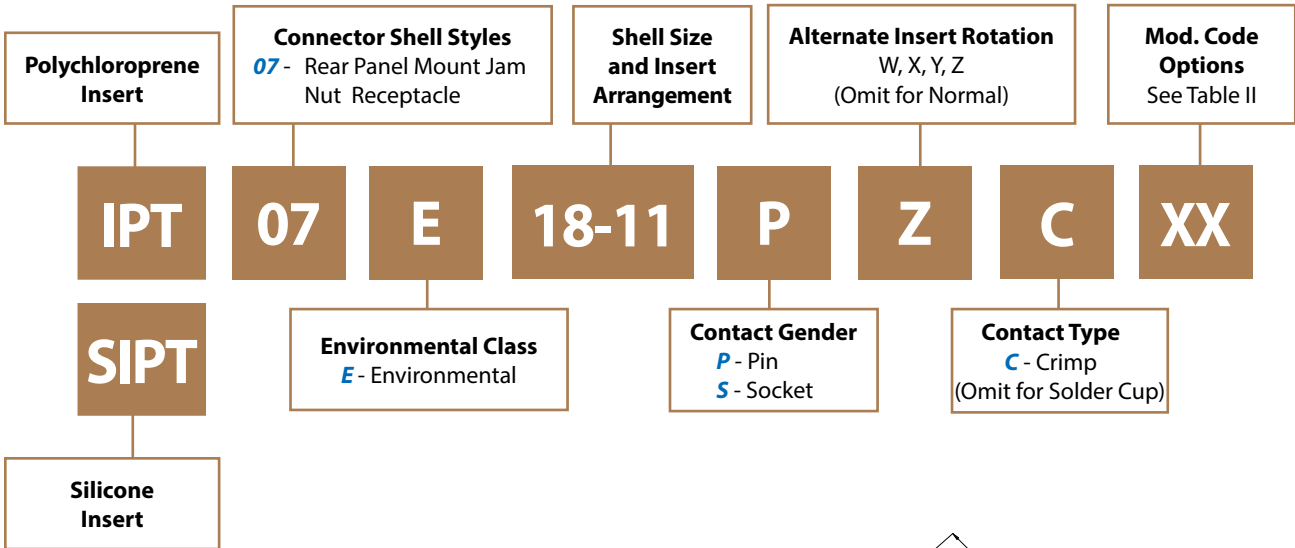 Polychloroprene
Insert
Connector Shell Styles
07 - Rear Panel Mount Jam
Nut Receptacle
Shell Size
and Insert
Arrangement
Alternate Insert Rotation
W, X, Y, Z
(Omit for Normal)
Mod. Code
Options
See Table II
IPT 07 E 18-11 P Z C XX
SIPT
Environmental Class
E - Environmental
Contact Gender
P - Pin
S - Socket
Contact Type
C - Crimp
(Omit for Solder Cup)
Silicone
Insert